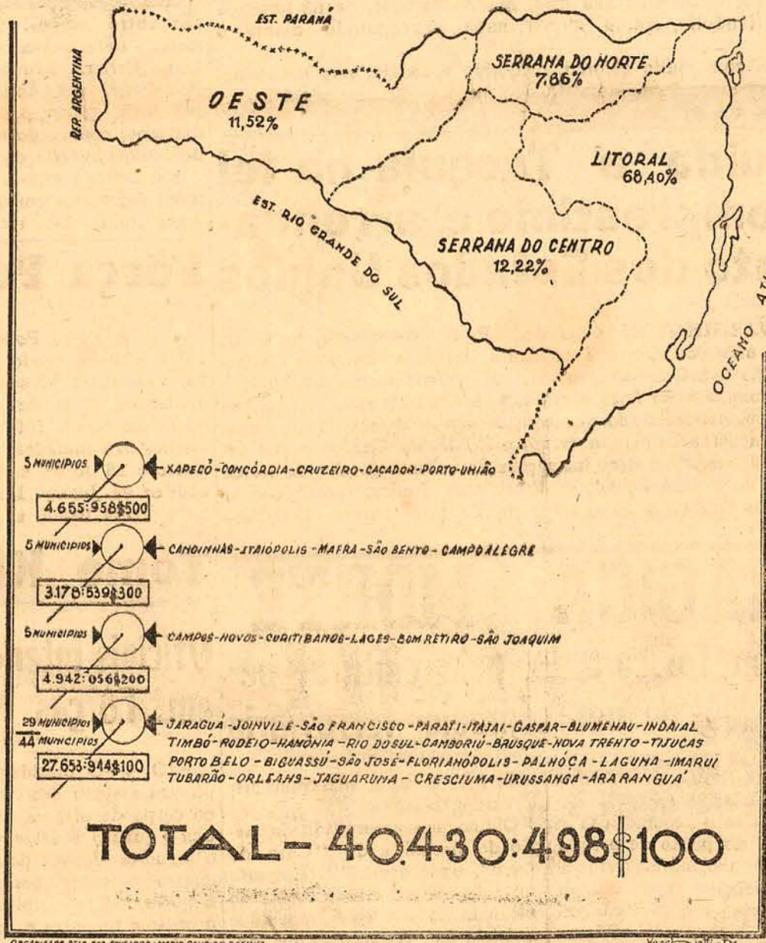 EST. PARANÁ
REP. ARGENTINA
SERRANA DO NORTE
7.86%
OESTE
11,52%
LITORAL
68,40%
EST. RIO GRANDE DO SUL
SERRANA DO CENTRO
12,22%
OCEANO ATL
5 MUNICIPIOS
XAPECÓ-CONCÓRDIA-CRUZEIRO-CAÇADOR-PORTO-UNIÃO
4.655:958$500
5 MUNICIPIOS
CANOINHAS-ITAIÓPOLIS-MAFRA-SÃO BENTO-CAMPO ALEGRE
3.178:539$300
5 MUNICIPIOS
CAMPOS-NOVOS-CURITIBANOS-LAGES-BOM RETIRO-SÃO JOAQUIM
4.942:056$200
29 MUNICIPIOS
44 MUNICIPIOS
JARAGUÁ-JOINVILE-SÃO FRANCISCO-PARATI-ITAJAI-GASPAR-BLUMENAU-INDAIAL
TIMBÓ-RODEIO-HAMÔNIA-RIO DO SUL-CAMBORIÚ-BRUSQUE-NOVA TRENTO-TIJUCAS
PORTO BELO-BIGUASSÚ-SÃO JOSÉ-FLORIANÓPOLIS-PALHÓCA-LAGUNA-IMARUI
TUBARÃO-ORLEANS-JAGUARUNA-CRESCIUMA-URUSSANGA-ARARANGUÁ
27.653:944$100
TOTAL- 40.430:498$100